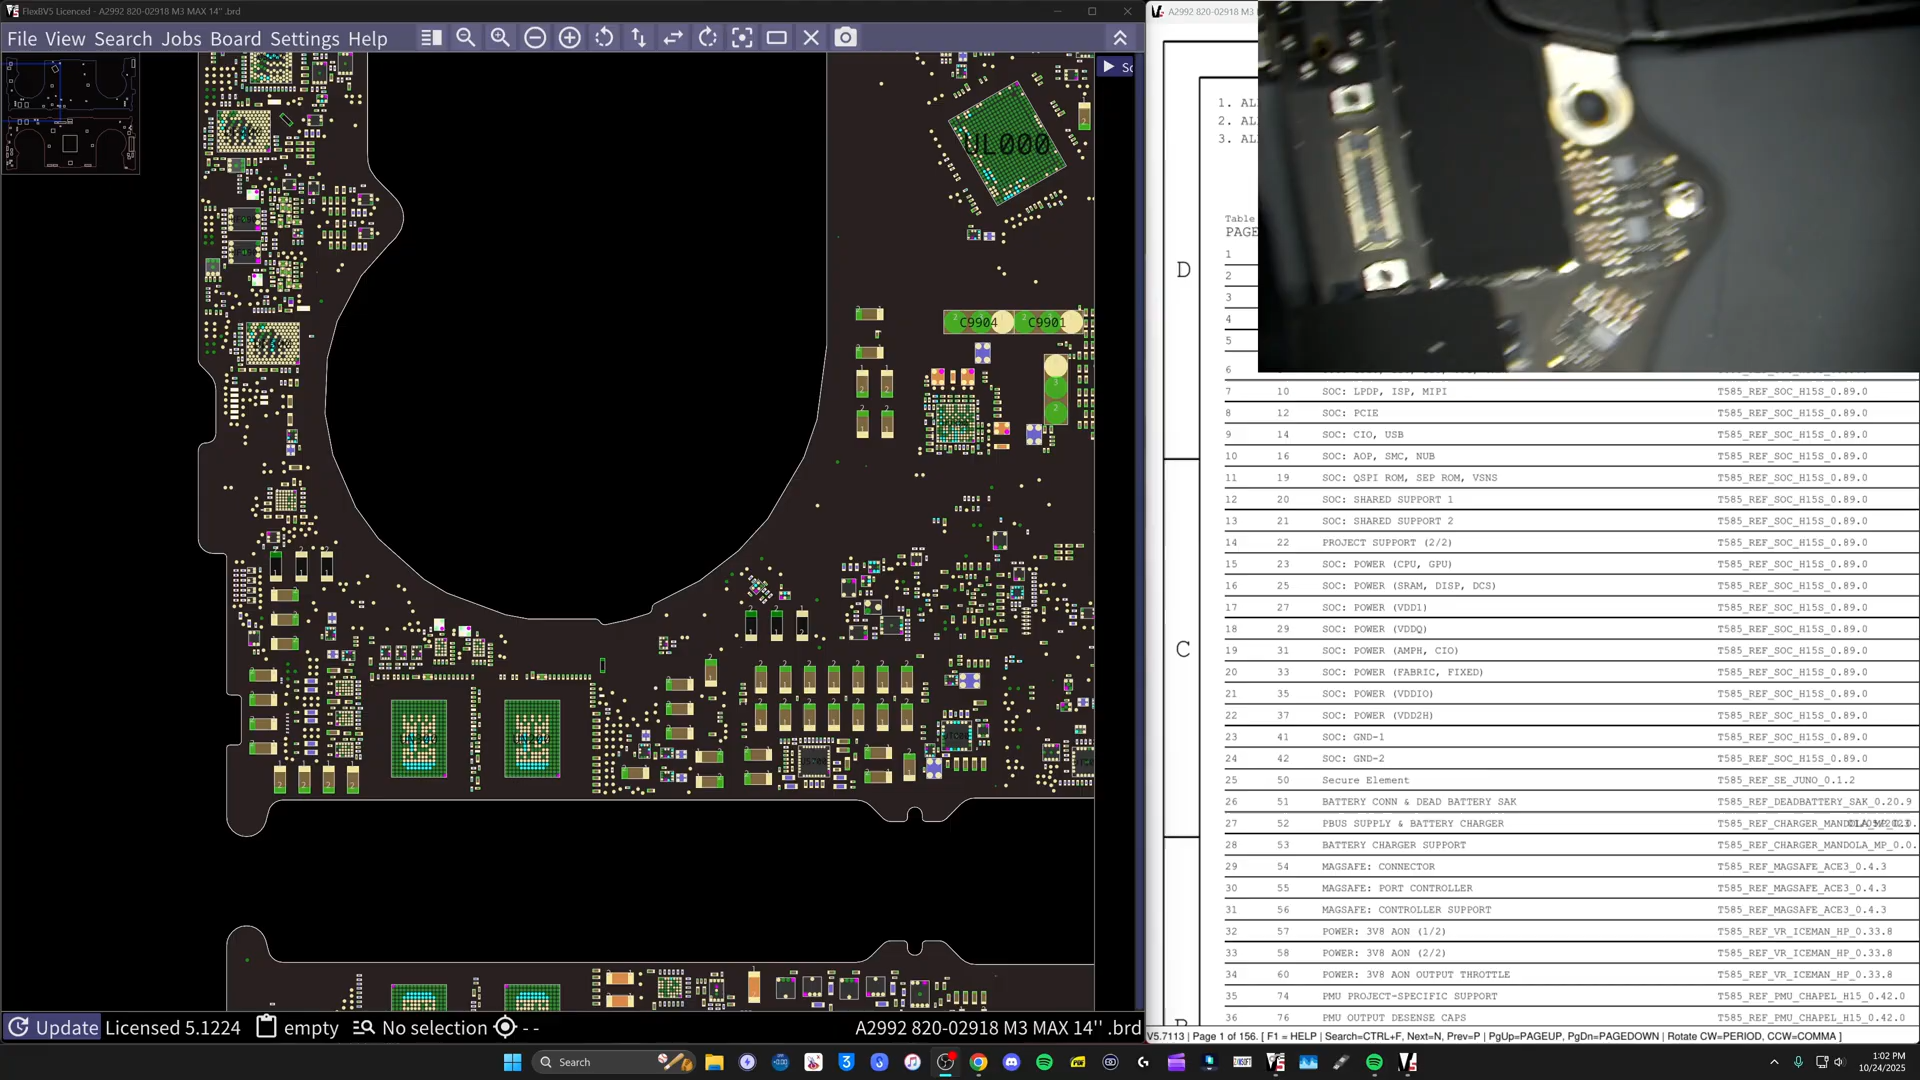 FlexBV5 Licenced - A2992 820-02918 M3 MAX 14'' .brd
File View Search Jobs Board Settings Help
UL000
C9904
C9901
Update Licensed 5.1224 empty No selection - -
A2992 820-02918 M3 MAX 14'' .brd
A2992 820-02918 M3
1. AL
2. AL
3. AL
Table
PAGE
D
C
1
2
3
4
5
6
7 10 SOC: LPDP, ISP, MIPI T585_REF_SOC_H15S_0.89.0
8 12 SOC: PCIE T585_REF_SOC_H15S_0.89.0
9 14 SOC: CIO, USB T585_REF_SOC_H15S_0.89.0
10 16 SOC: AOP, SMC, NUB T585_REF_SOC_H15S_0.89.0
11 19 SOC: QSPI ROM, SEP ROM, VSNS T585_REF_SOC_H15S_0.89.0
12 20 SOC: SHARED SUPPORT 1 T585_REF_SOC_H15S_0.89.0
13 21 SOC: SHARED SUPPORT 2 T585_REF_SOC_H15S_0.89.0
14 22 PROJECT SUPPORT (2/2) T585_REF_SOC_H15S_0.89.0
15 23 SOC: POWER (CPU, GPU) T585_REF_SOC_H15S_0.89.0
16 25 SOC: POWER (SRAM, DISP, DCS) T585_REF_SOC_H15S_0.89.0
17 27 SOC: POWER (VDD1) T585_REF_SOC_H15S_0.89.0
18 29 SOC: POWER (VDDQ) T585_REF_SOC_H15S_0.89.0
19 31 SOC: POWER (AMPH, CIO) T585_REF_SOC_H15S_0.89.0
20 33 SOC: POWER (FABRIC, FIXED) T585_REF_SOC_H15S_0.89.0
21 35 SOC: POWER (VDDIO) T585_REF_SOC_H15S_0.89.0
22 37 SOC: POWER (VDD2H) T585_REF_SOC_H15S_0.89.0
23 41 SOC: GND-1 T585_REF_SOC_H15S_0.89.0
24 42 SOC: GND-2 T585_REF_SOC_H15S_0.89.0
25 50 Secure Element T585_REF_SE_JUNO_0.1.2
26 51 BATTERY CONN & DEAD BATTERY SAK T585_REF_DEADBATTERY_SAK_0.20.9
27 52 PBUS SUPPLY & BATTERY CHARGER
28 53 BATTERY CHARGER SUPPORT T585_REF_CHARGER_MANDOLA_MP_0.0.
29 54 MAGSAFE: CONNECTOR T585_REF_MAGSAFE_ACE3_0.4.3
30 55 MAGSAFE: PORT CONTROLLER T585_REF_MAGSAFE_ACE3_0.4.3
31 56 MAGSAFE: CONTROLLER SUPPORT T585_REF_MAGSAFE_ACE3_0.4.3
32 57 POWER: 3V8 AON (1/2) T585_REF_VR_ICEMAN_HP_0.33.8
33 58 POWER: 3V8 AON (2/2) T585_REF_VR_ICEMAN_HP_0.33.8
34 60 POWER: 3V8 AON OUTPUT THROTTLE T585_REF_VR_ICEMAN_HP_0.33.8
35 74 PMU PROJECT-SPECIFIC SUPPORT T585_REF_PMU_CHAPEL_H15_0.42.0
36 76 PMU OUTPUT DESENSE CAPS T585_REF_PMU_CHAPEL_H15_0.42.0
V5.7113 | Page 1 of 156. [ F1 = HELP | Search=CTRL+F, Next=N, Prev=P | PgUp=PAGEUP, PgDn=PAGEDOWN | Rotate CW=PERIOD, CCW=COMMA ]
Search
1:02 PM
10/24/2025